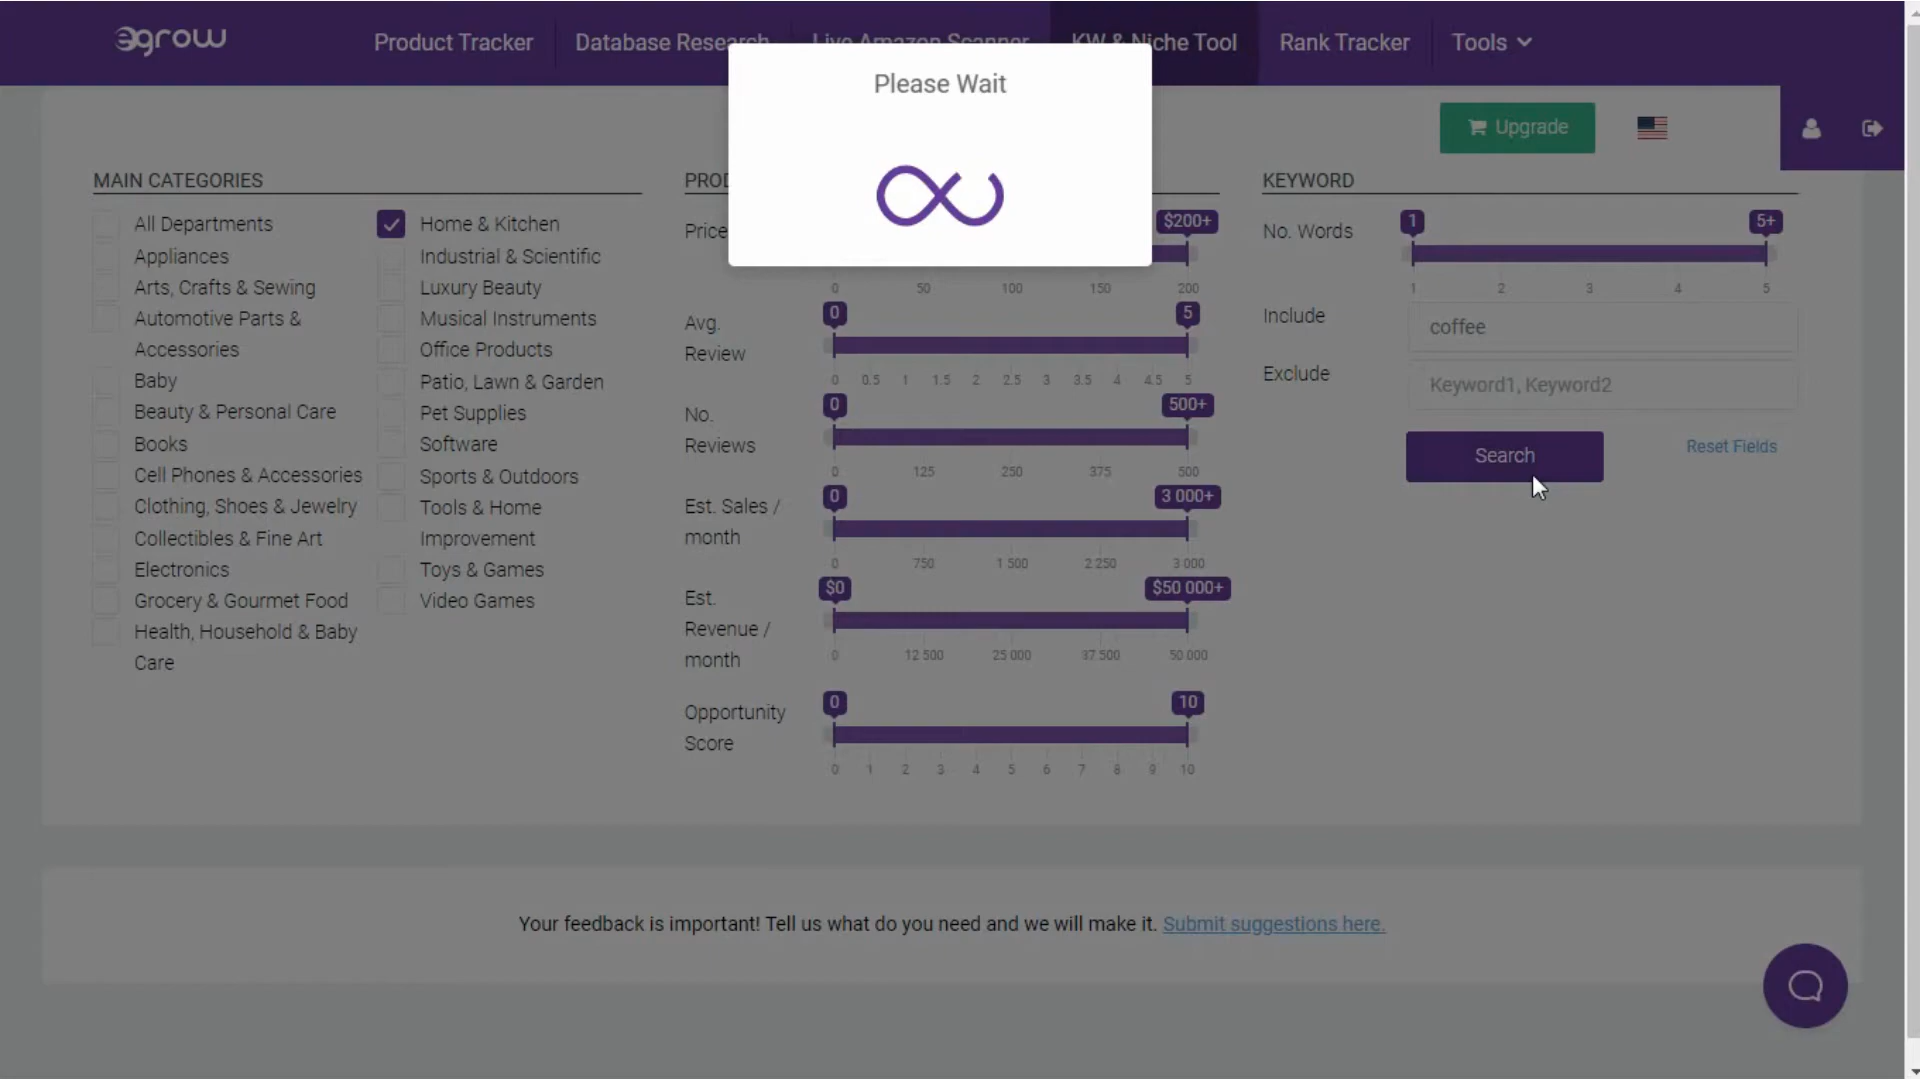 egrow
Product Tracker
Database Research
Live Amazon Scanner
KW & Niche Tool
Rank Tracker
Tools
Please Wait
Upgrade
MAIN CATEGORIES
All Departments
Appliances
Arts, Crafts & Sewing
Automotive Parts &
Accessories
Baby
Beauty & Personal Care
Books
Cell Phones & Accessories
Clothing, Shoes & Jewelry
Collectibles & Fine Art
Electronics
Grocery & Gourmet Food
Health, Household & Baby
Care
Home & Kitchen
Industrial & Scientific
Luxury Beauty
Musical Instruments
Office Products
Patio, Lawn & Garden
Pet Supplies
Software
Sports & Outdoors
Tools & Home
Improvement
Toys & Games
Video Games
PROD
Price
$200+
0 50 100 150 200
Avg.
Review
0 5
0 0.5 1 1.5 2 2.5 3 3.5 4 4.5 5
No.
Reviews
0 500+
0 125 250 375 500
Est. Sales /
month
0 3 000+
0 750 1 500 2 250 3 000
Est.
Revenue /
month
$0 $50 000+
0 12 500 25 000 37 500 50 000
Opportunity
Score
0 10
0 1 2 3 4 5 6 7 8 9 10
KEYWORD
No. Words
1 5+
1 2 3 4 5
Include
coffee
Exclude
Keyword1, Keyword2
Search
Reset Fields
Your feedback is important! Tell us what do you need and we will make it. Submit suggestions here.